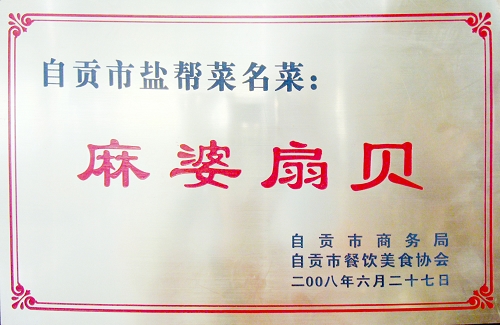 自贡市盐帮菜名菜：
麻婆扇贝
自贡市商务局
自贡市餐饮美食协会
二00八年六月二十七日